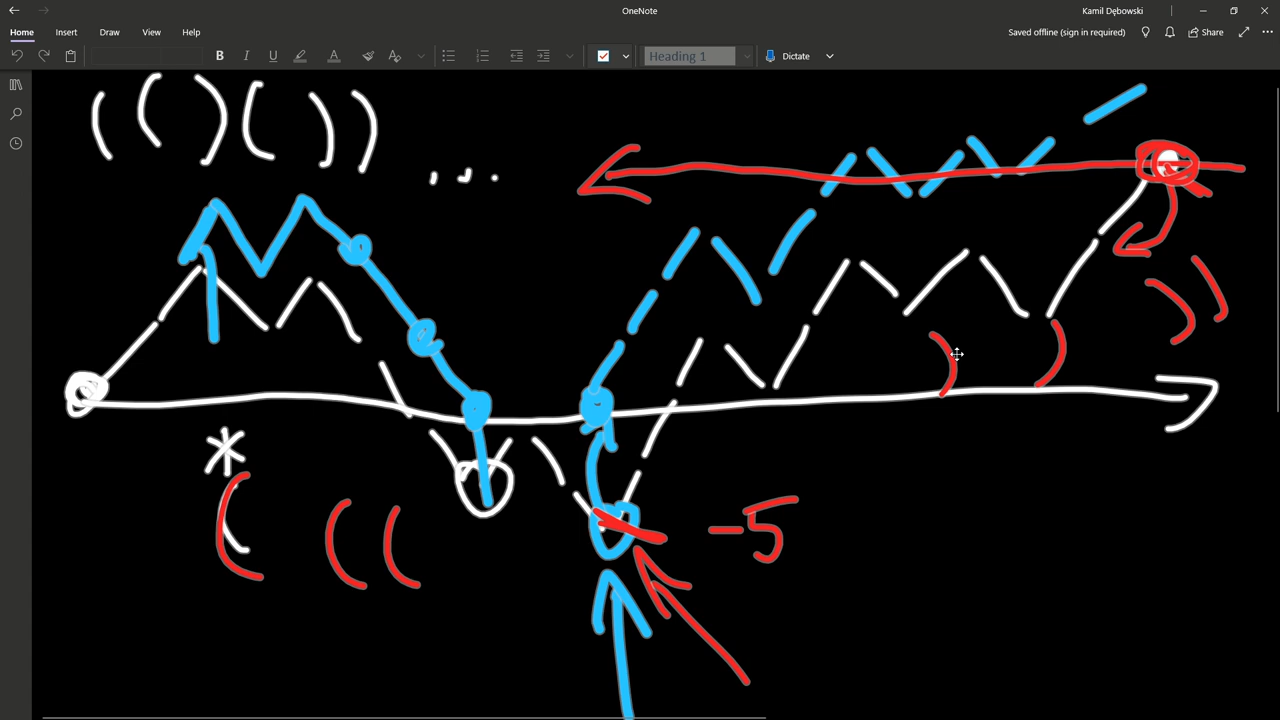 OneNote
Kamil Dębowski
Home Insert Draw View Help
Saved offline (sign in required)
Share
B I U A
Heading 1
Dictate
( ( ) ( ) )
...
*
( ( (
-5
) ) ) )